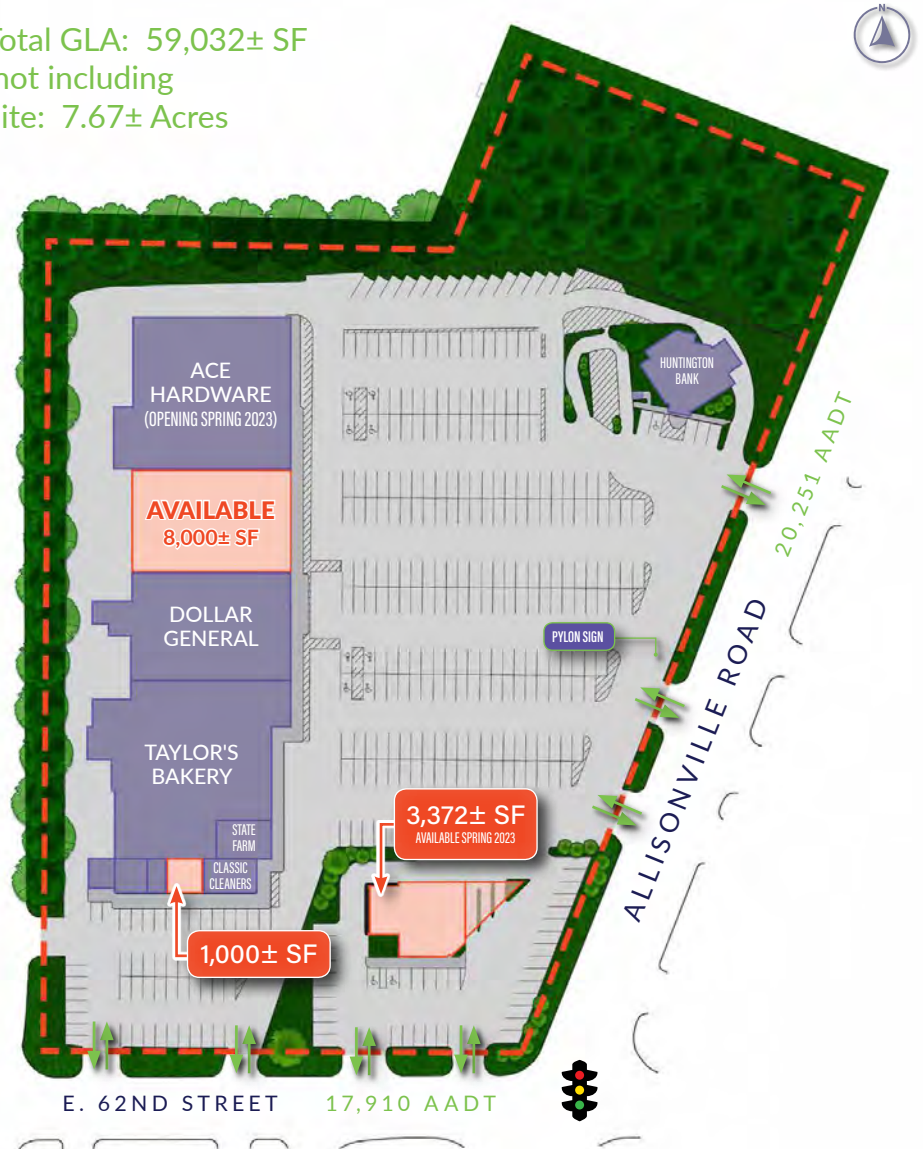 otal GLA: 59,032± SF
not including
ite: 7.67± Acres
N
ACE
HARDWARE
(OPENING SPRING 2023)
HUNTINGTON
BANK
AVAILABLE
8,000± SF
20,251 AADT
DOLLAR
GENERAL
PYLON SIGN
ALLISONVILLE ROAD
TAYLOR'S
BAKERY
STATE
FARM
3,372± SF
AVAILABLE SPRING 2023
CLASSIC
CLEANERS
1,000± SF
E. 62ND STREET
17,910 AADT